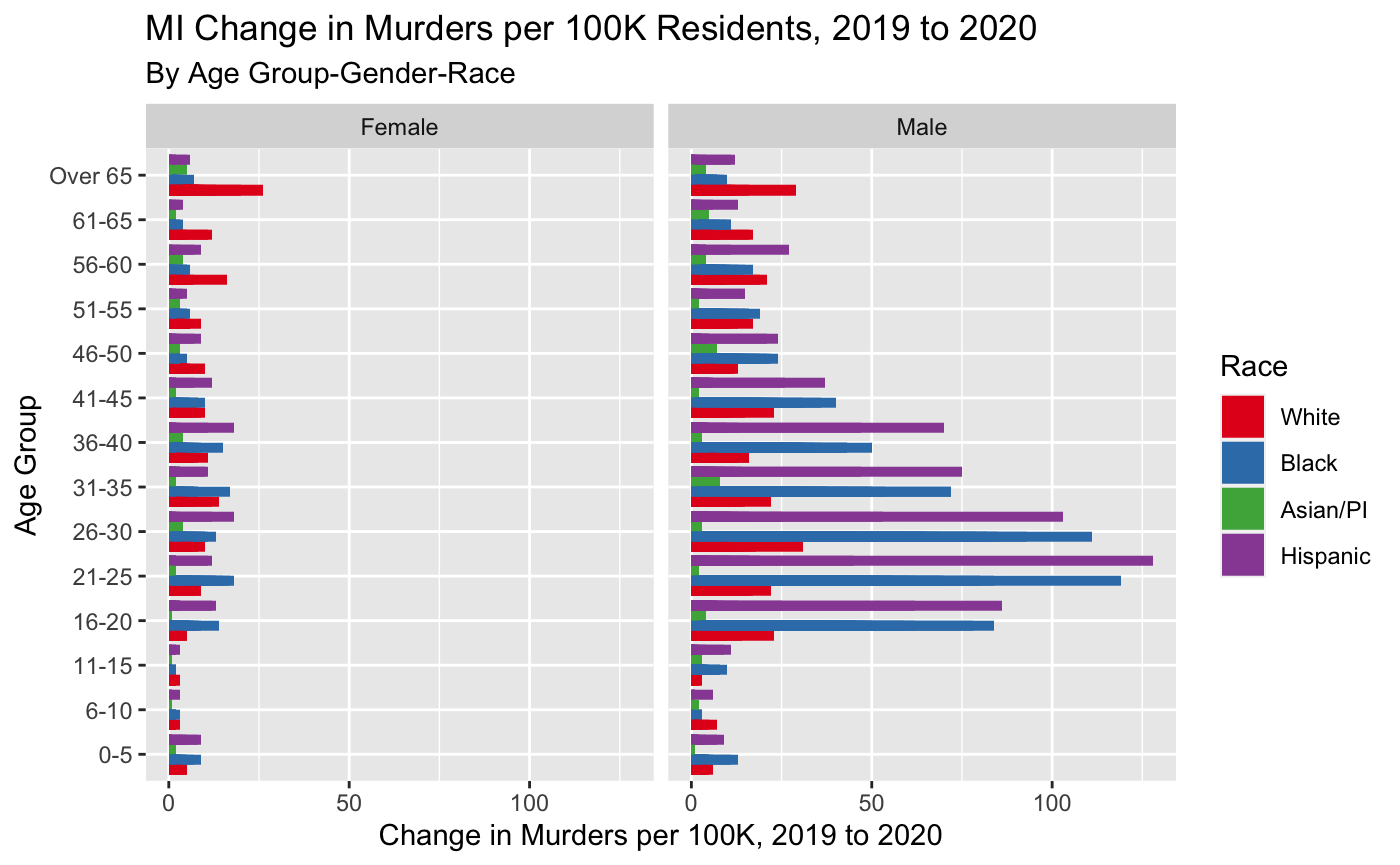 MI Change in Murders per 100K Residents, 2019 to 2020
By Age Group-Gender-Race
Female
Male
Age Group
Over 65
61-65
56-60
51-55
46-50
41-45
36-40
31-35
26-30
21-25
16-20
11-15
6-10
0-5
0 50 100
0 50 100
Change in Murders per 100K, 2019 to 2020
Race
White
Black
Asian/PI
Hispanic